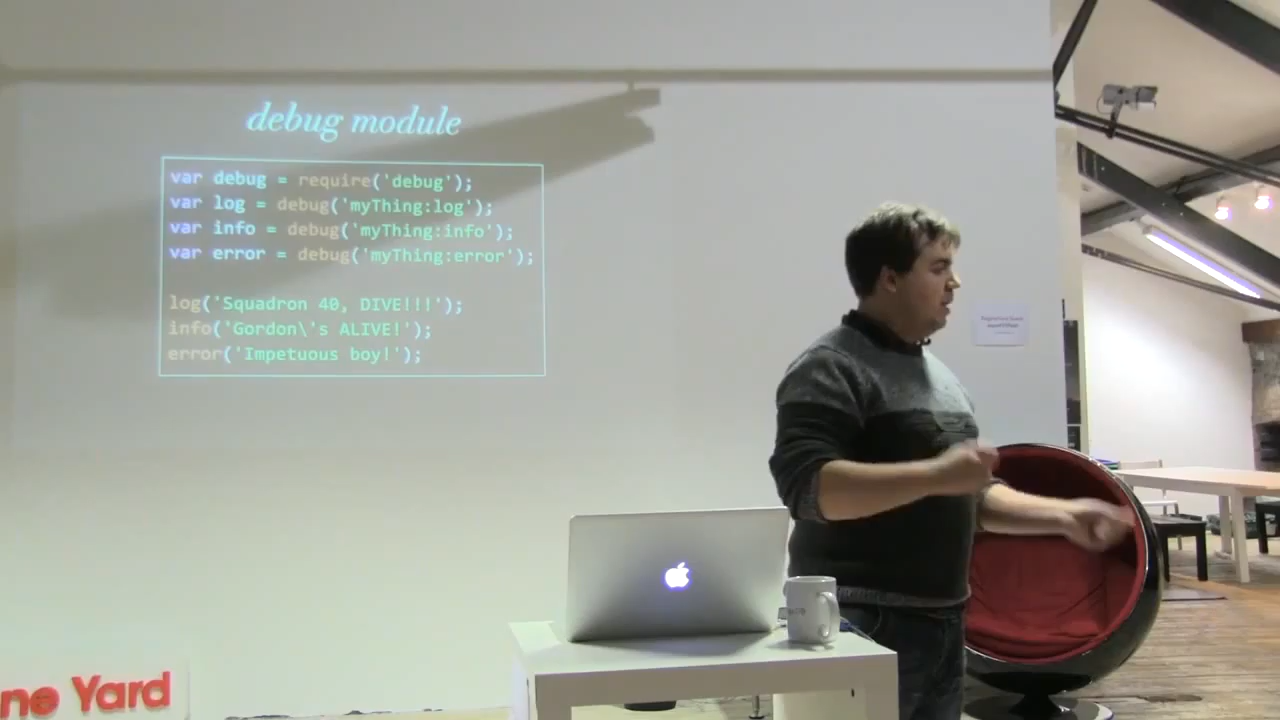 debug module
var debug = require('debug');
var log = debug('myThing:log');
var info = debug('myThing:info');
var error = debug('myThing:error');
log('Squadron 40, DIVE!!!');
info('Gordon\'s ALIVE!');
error('Impetuous boy!');
ne Yard